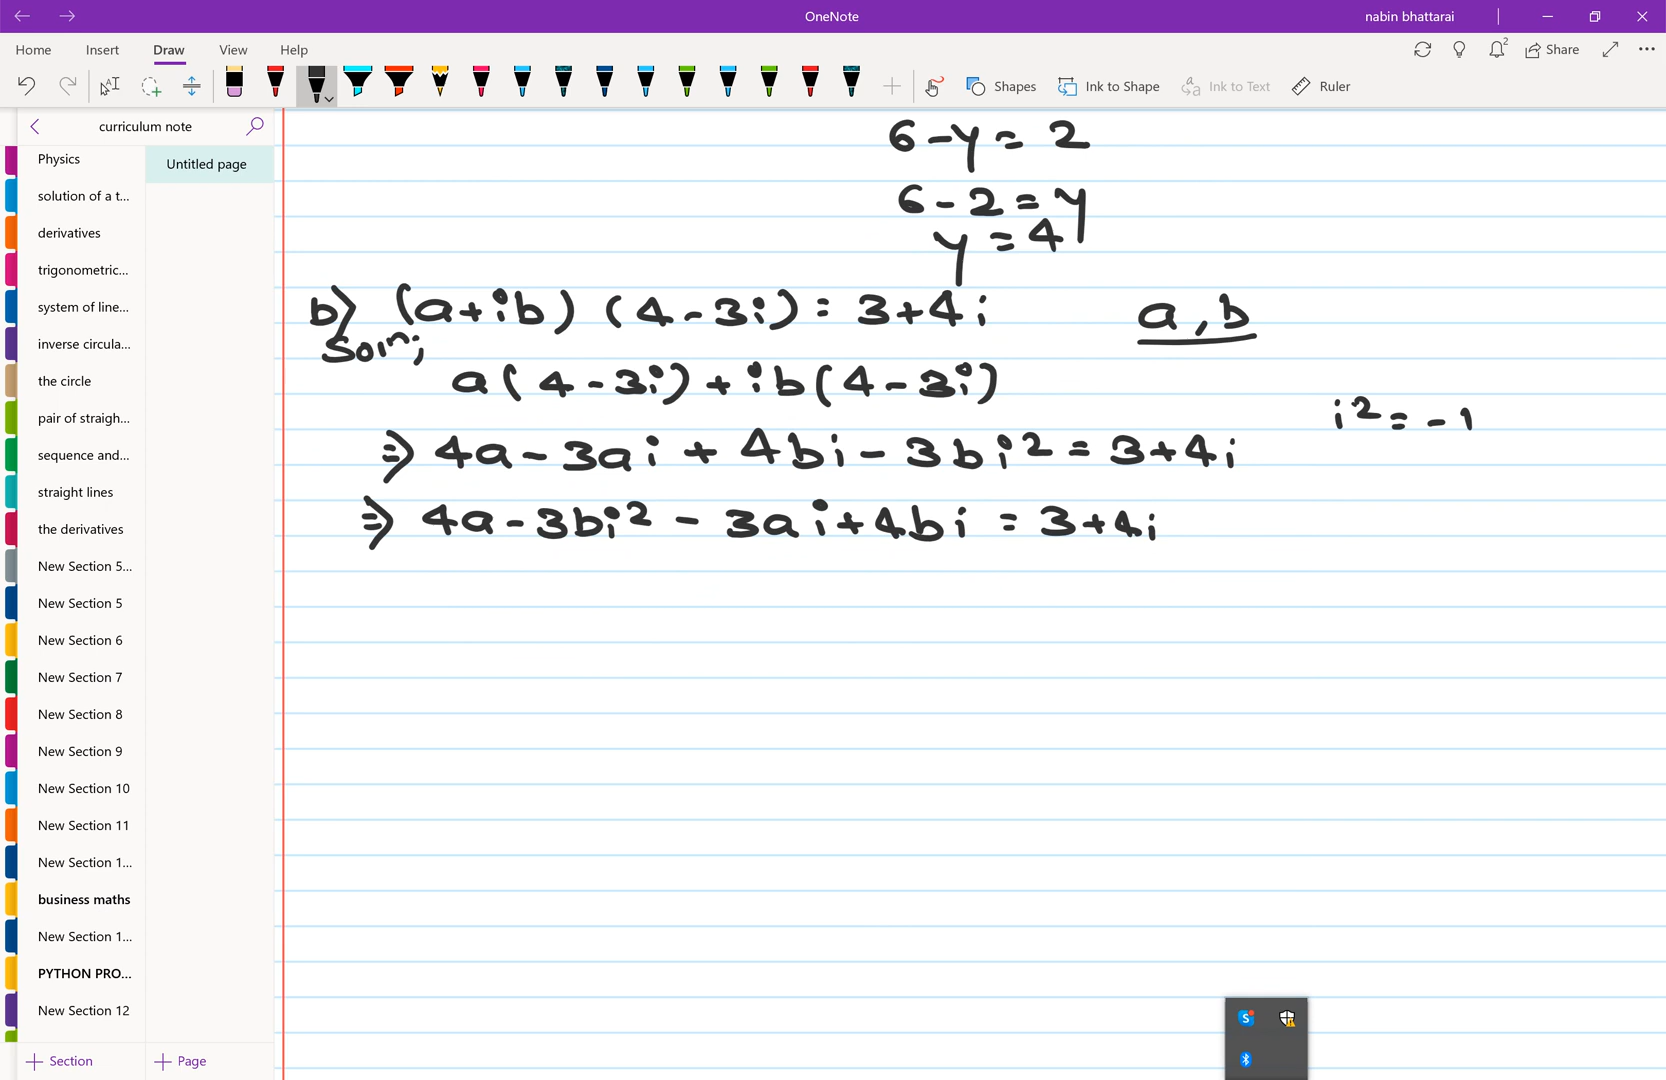 OneNote
nabin bhattarai
Home Insert Draw View Help
2
Share
Shapes
Ink to Shape
Ink to Text
Ruler
curriculum note
Untitled page
Physics
solution of a t...
derivatives
trigonometric...
system of line...
inverse circula...
the circle
pair of straigh...
sequence and...
straight lines
the derivatives
New Section 5...
New Section 5
New Section 6
New Section 7
New Section 8
New Section 9
New Section 10
New Section 11
New Section 1...
business maths
New Section 1...
PYTHON PRO...
New Section 12
Section
Page
6 - y = 2
6 - 2 = y
y = 4
b) (a+ib) (4-3i) = 3+4i
a, b
Solⁿ;
a(4-3i) + ib(4-3i)
i² = -1
⇒ 4a - 3ai + 4bi - 3bi² = 3+4i
⇒ 4a - 3bi² - 3ai + 4bi = 3+4i